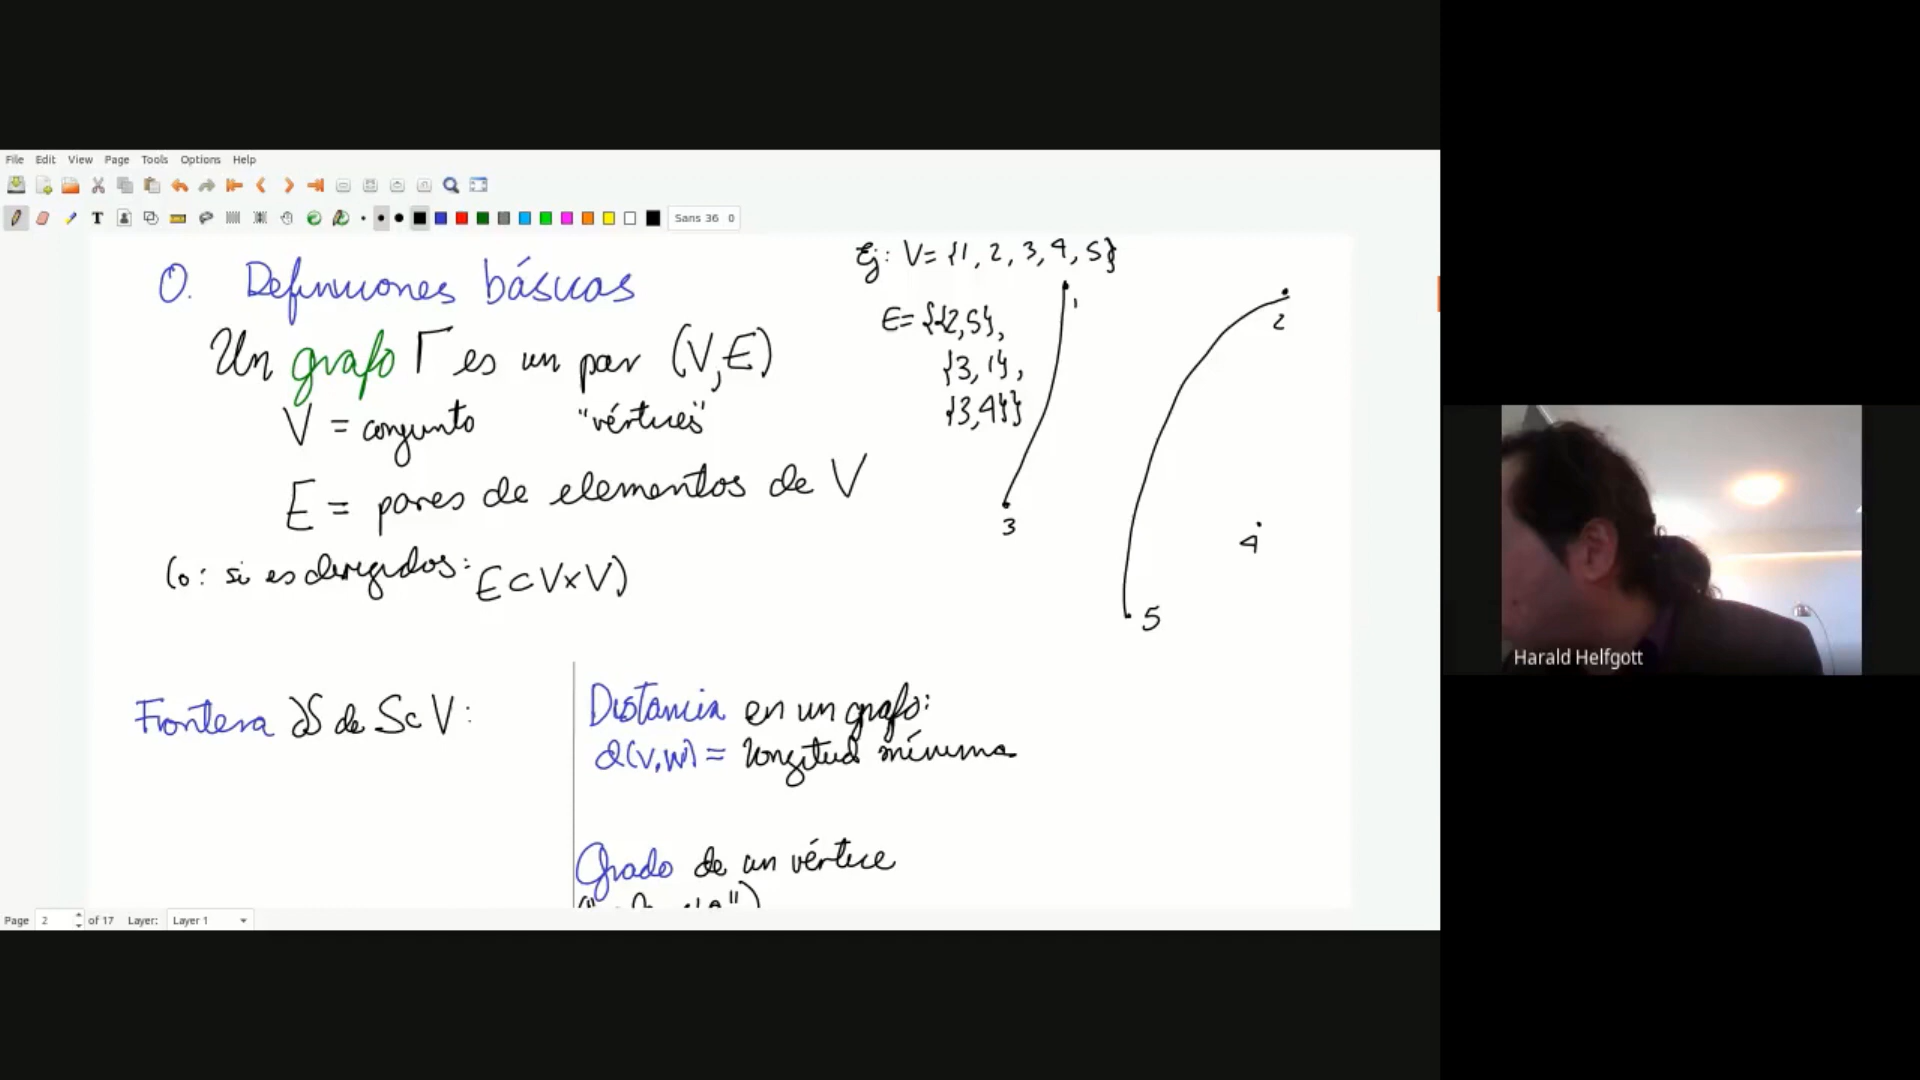 File Edit View Page Tools Options Help
Sans 36 0
0. Definiciones básicas
Un grafo Γ es un par (V,E)
V = conjunto "vértices"
E = pares de elementos de V
(o: si es dirigidos: E⊂V×V)
Ej: V={1, 2, 3, 4, 5}
E={{2,5},
{3,1},
{3,4}}
1
2
3
4
5
Frontera ∂S de S⊂V:
Distancia en un grafo:
d(v,w) = longitud mínima
Grado de un vértice
Harald Helfgott
Page 2 of 17 Layer: Layer 1